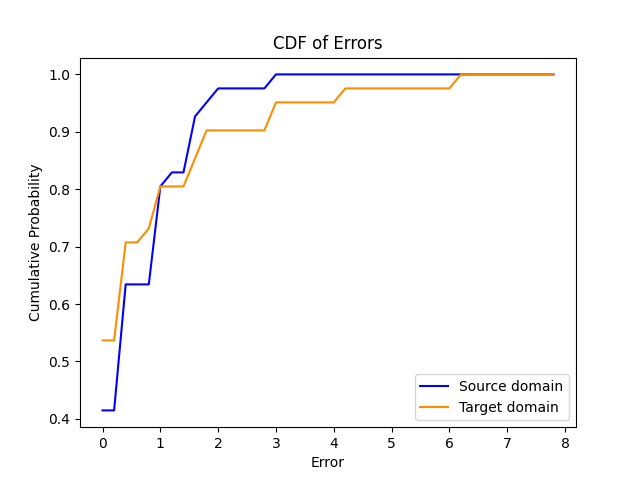 CDF of Errors
Cumulative Probability
1.0
0.9
0.8
0.7
0.6
0.5
0.4
0 1 2 3 4 5 6 7 8
Error
Source domain
Target domain